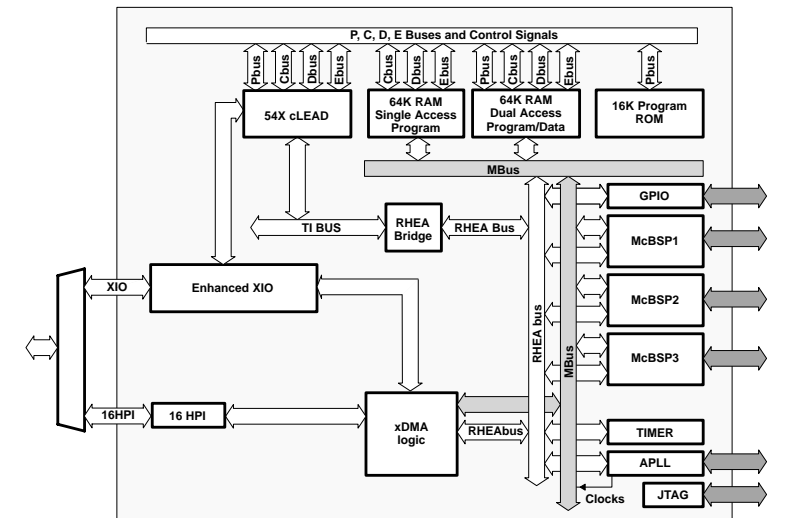 P, C, D, E Buses and Control Signals
Pbus
Cbus
Dbus
Ebus
Cbus
Dbus
Ebus
Pbus
Cbus
Dbus
Ebus
Pbus
54X cLEAD
64K RAM
Single Access
Program
64K RAM
Dual Access
Program/Data
16K Program
ROM
MBus
GPIO
TI BUS
RHEA
Bridge
RHEA Bus
McBSP1
XIO
Enhanced XIO
McBSP2
RHEA bus
MBus
McBSP3
16HPI
16 HPI
xDMA
logic
RHEAbus
TIMER
APLL
Clocks
JTAG